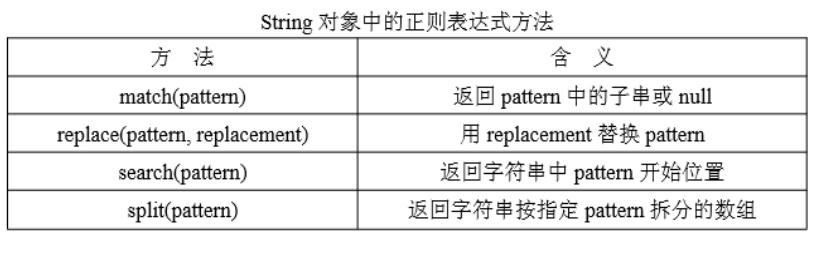 String 对象中的正则表达式方法
方 法 含 义
match(pattern) 返回 pattern 中的子串或 null
replace(pattern, replacement) 用 replacement 替换 pattern
search(pattern) 返回字符串中 pattern 开始位置
split(pattern) 返回字符串按指定 pattern 拆分的数组